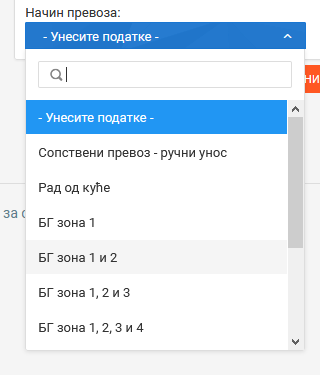 Начин превоза:
- Унесите податке -
- Унесите податке -
Сопствени превоз - ручни унос
Рад од куће
БГ зона 1
БГ зона 1 и 2
БГ зона 1, 2 и 3
БГ зона 1, 2, 3 и 4
за